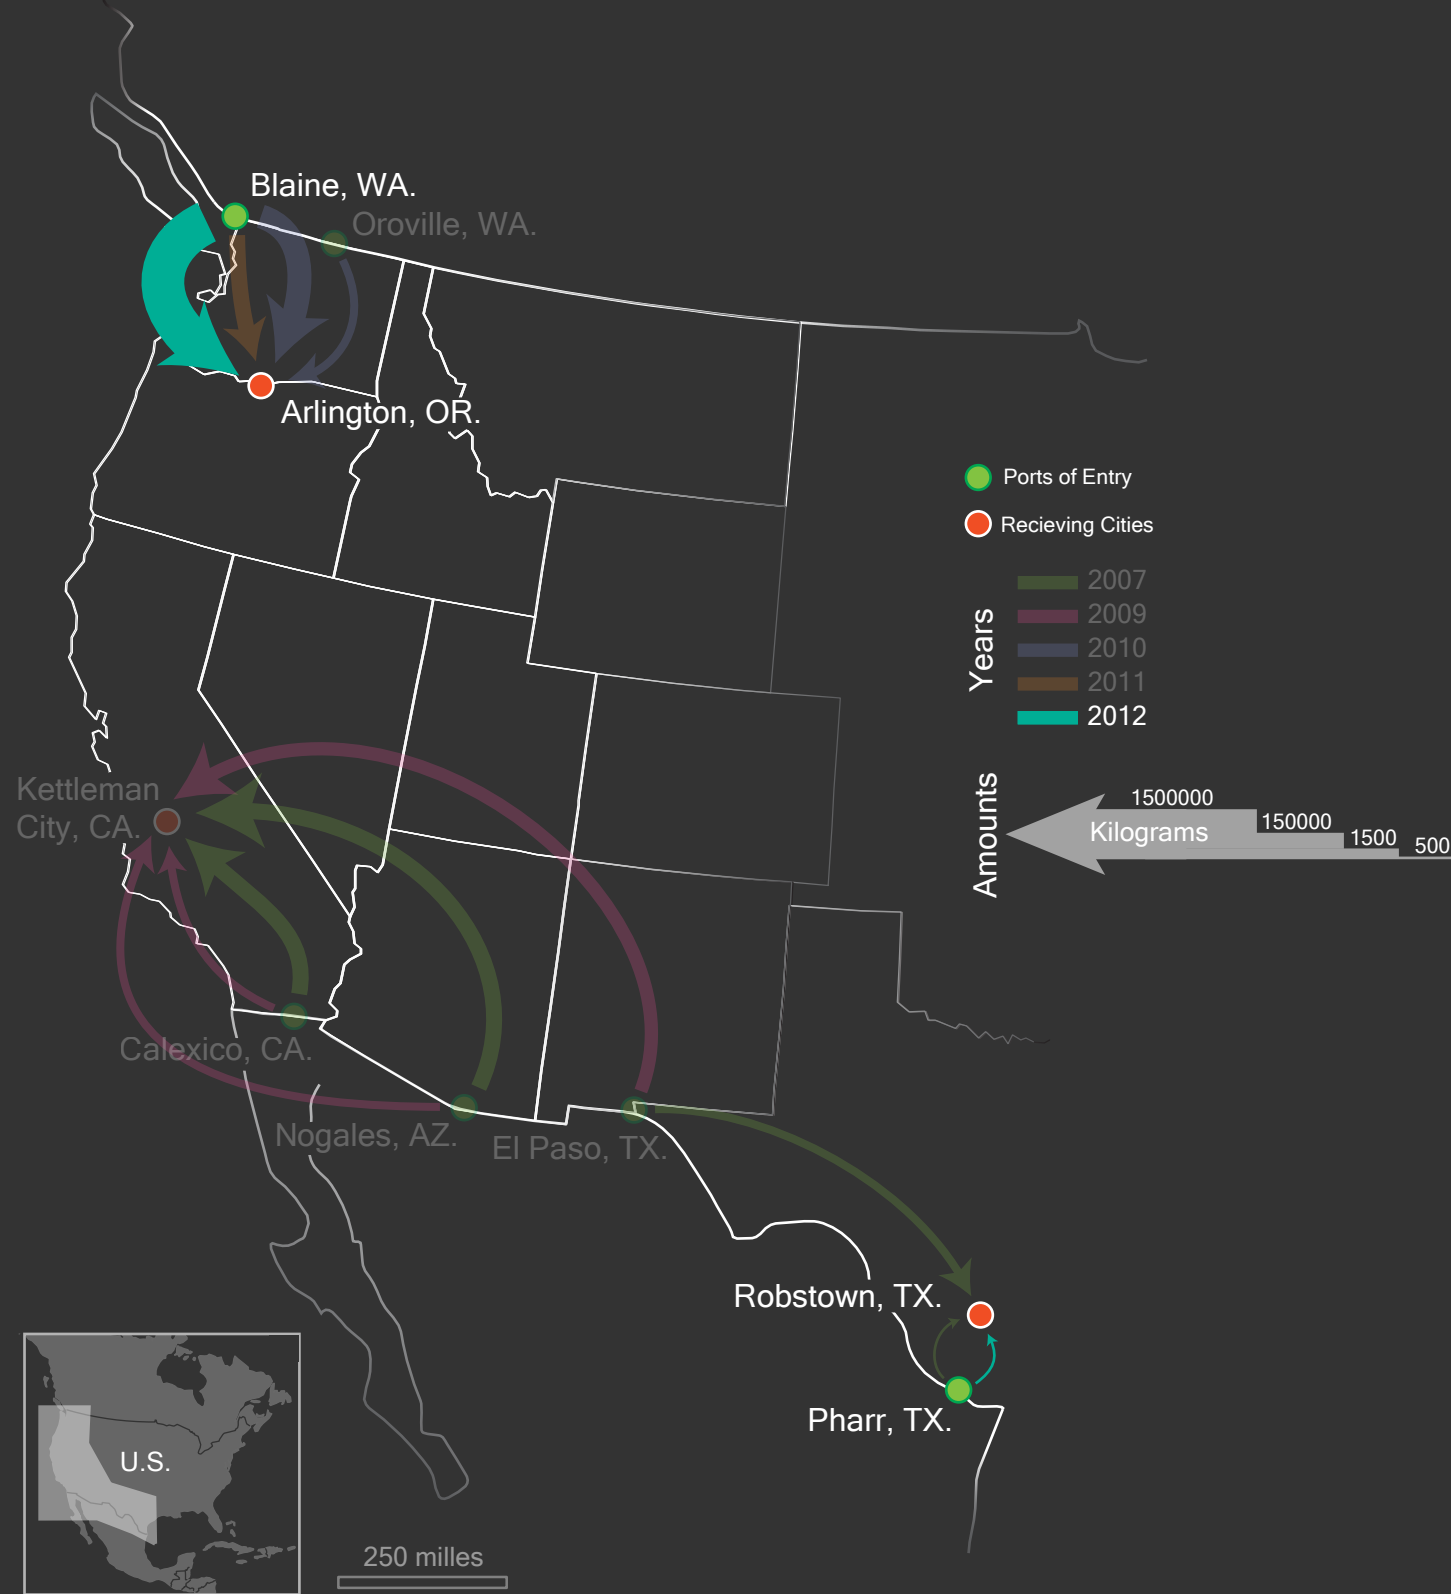 Blaine, WA.
Oroville, WA.
Arlington, OR.
Ports of Entry
Recieving Cities
Years
2007
2009
2010
2011
2012
Kettleman
City, CA.
Amounts
1500000
Kilograms
150000
1500
500
Calexico, CA.
Nogales, AZ.
El Paso, TX.
Robstown, TX.
Pharr, TX.
U.S.
250 milles